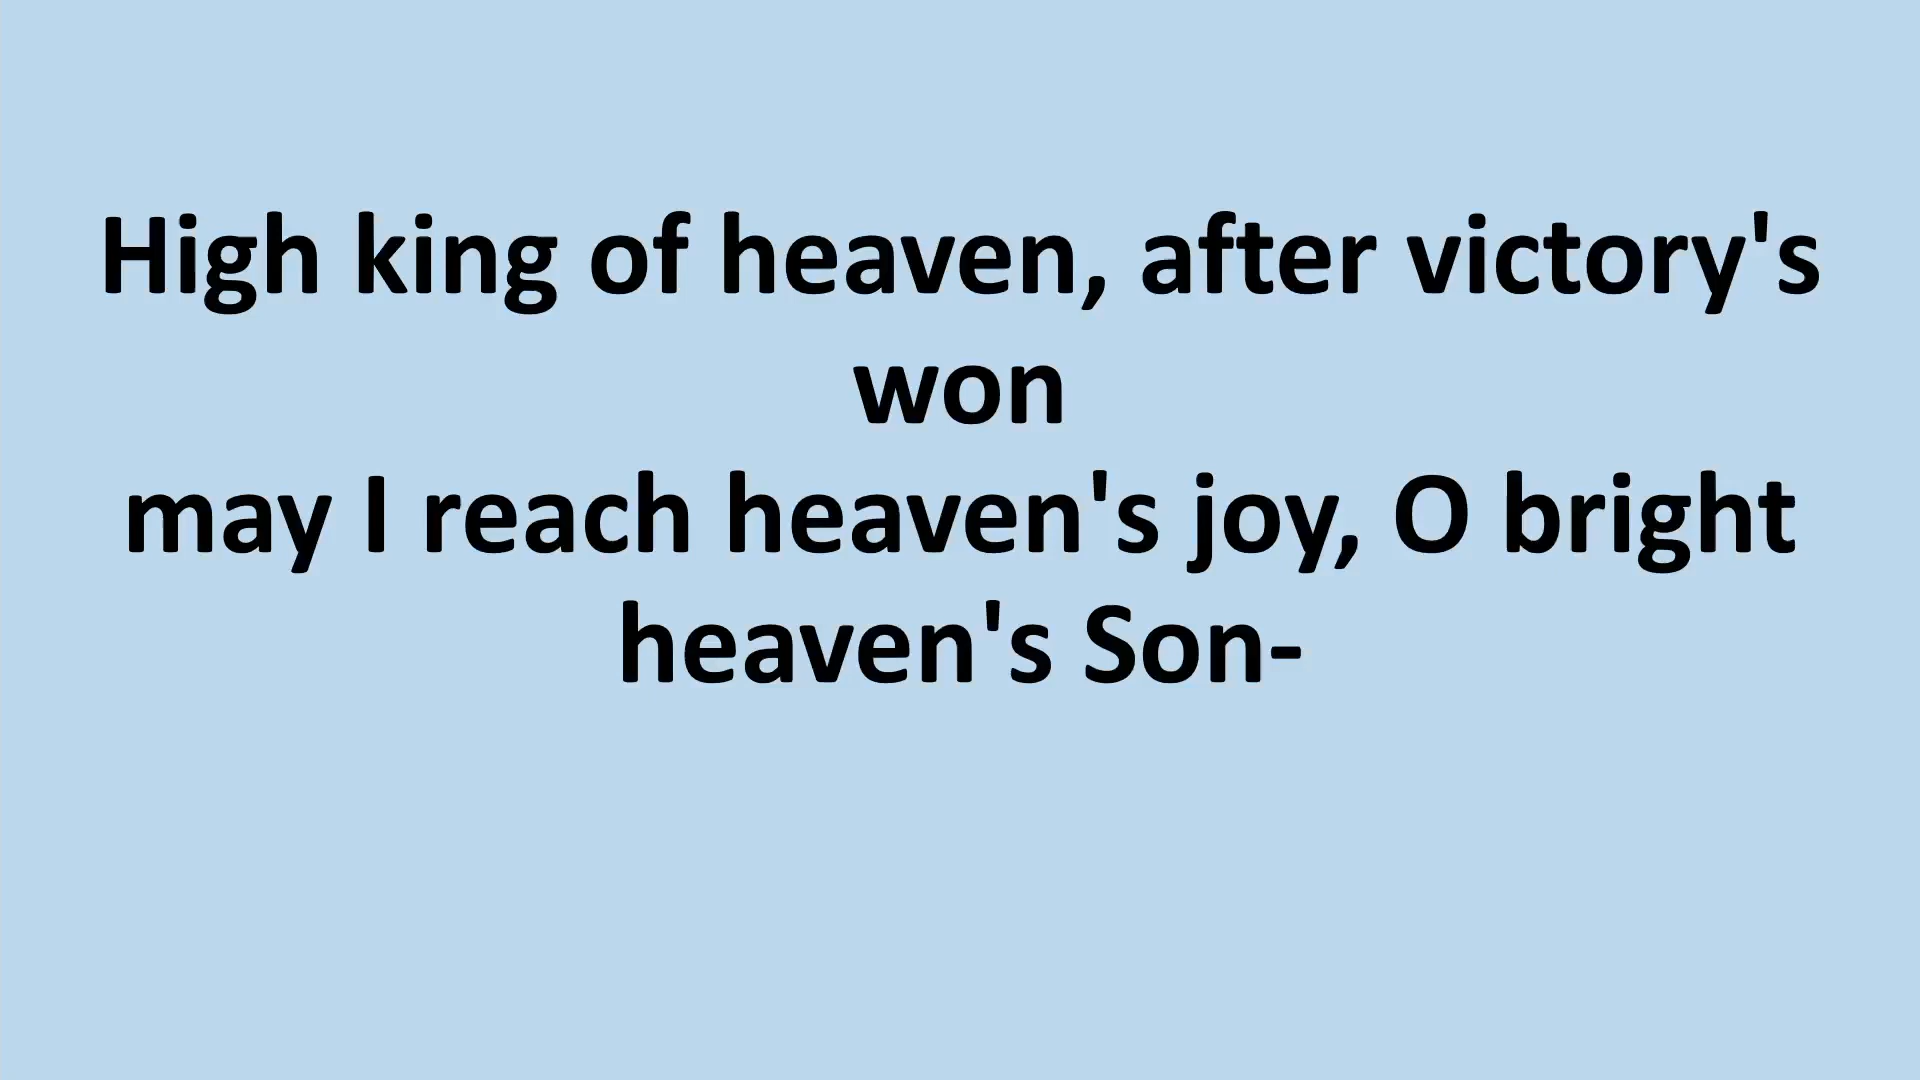 High king of heaven, after victory's
won
may I reach heaven's joy, O bright
heaven's Son-